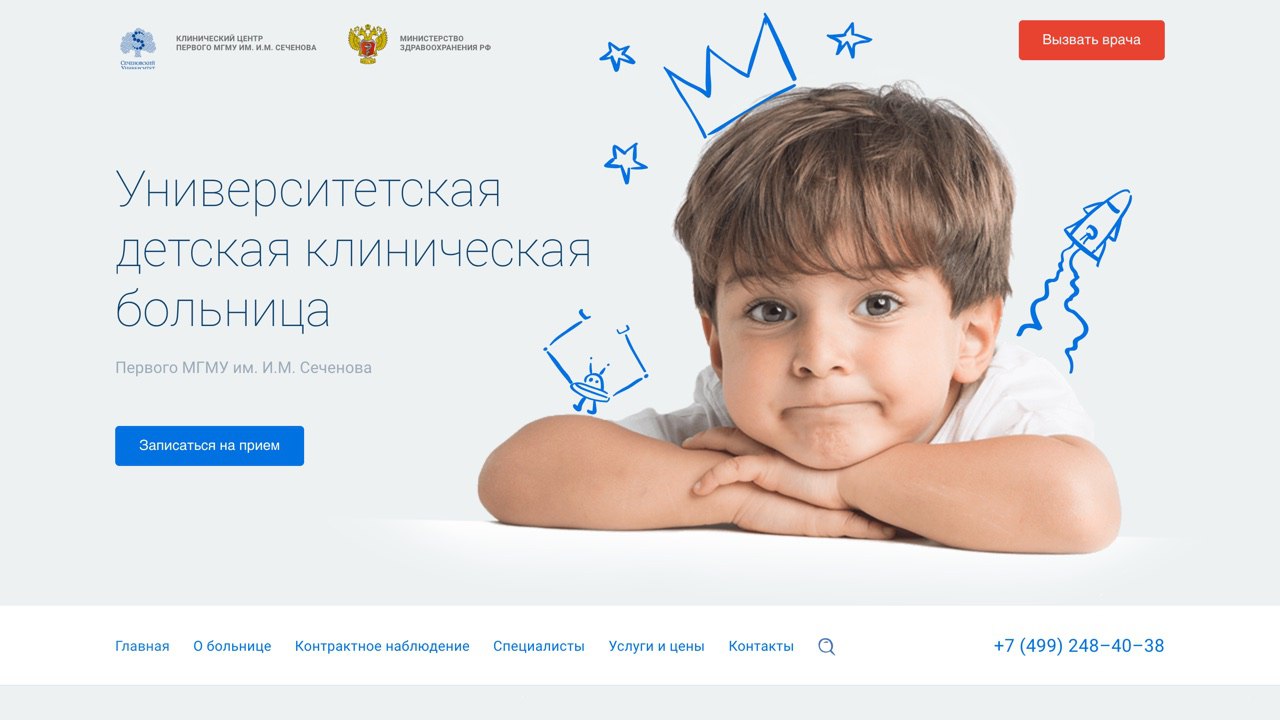 Сеченовский
Университет
КЛИНИЧЕСКИЙ ЦЕНТР
ПЕРВОГО МГМУ ИМ. И.М. СЕЧЕНОВА
МИНИСТЕРСТВО
ЗДРАВООХРАНЕНИЯ РФ
Вызвать врача
Университетская
детская клиническая
больница
Первого МГМУ им. И.М. Сеченова
Записаться на прием
Главная О больнице Контрактное наблюдение Специалисты Услуги и цены Контакты +7 (499) 248–40–38